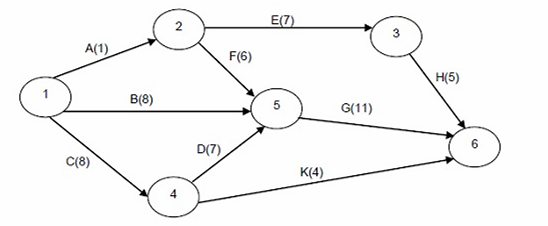 2
E(7)
3
A(1)
F(6)
H(5)
1
B(8)
5
G(11)
C(8)
D(7)
6
K(4)
4